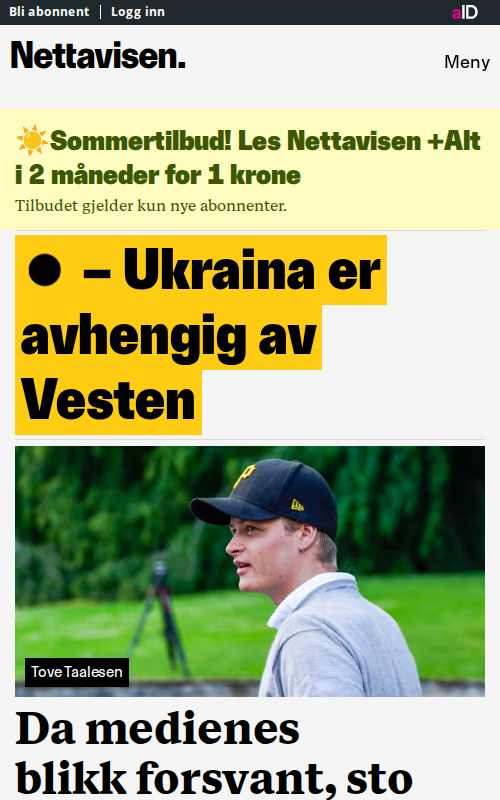 Bli abonnent | Logg inn
aID
Nettavisen.
Meny
☀️Sommertilbud! Les Nettavisen +Alt
i 2 måneder for 1 krone
Tilbudet gjelder kun nye abonnenter.
● – Ukraina er
avhengig av
Vesten
P
Tove Taalesen
Da medienes
blikk forsvant, sto